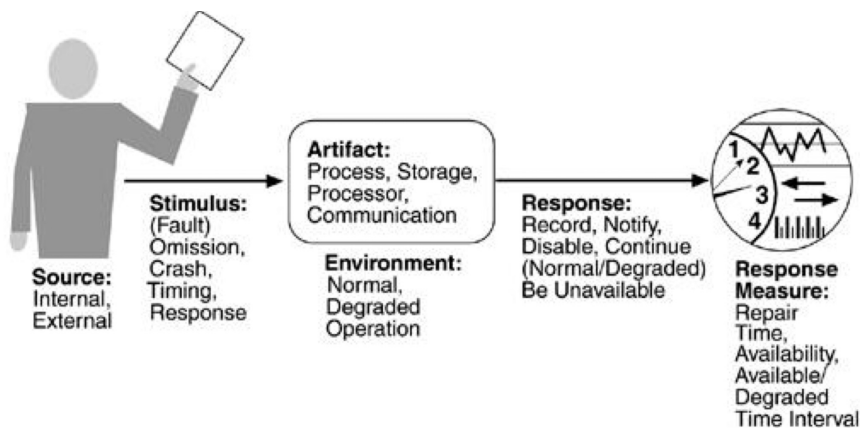 Source:
Internal,
External
Stimulus:
(Fault)
Omission,
Crash,
Timing,
Response
Artifact:
Process, Storage,
Processor,
Communication
Environment:
Normal,
Degraded
Operation
Response:
Record, Notify,
Disable, Continue
(Normal/Degraded)
Be Unavailable
1
2
3
4
Response
Measure:
Repair
Time,
Availability,
Available/
Degraded
Time Interval